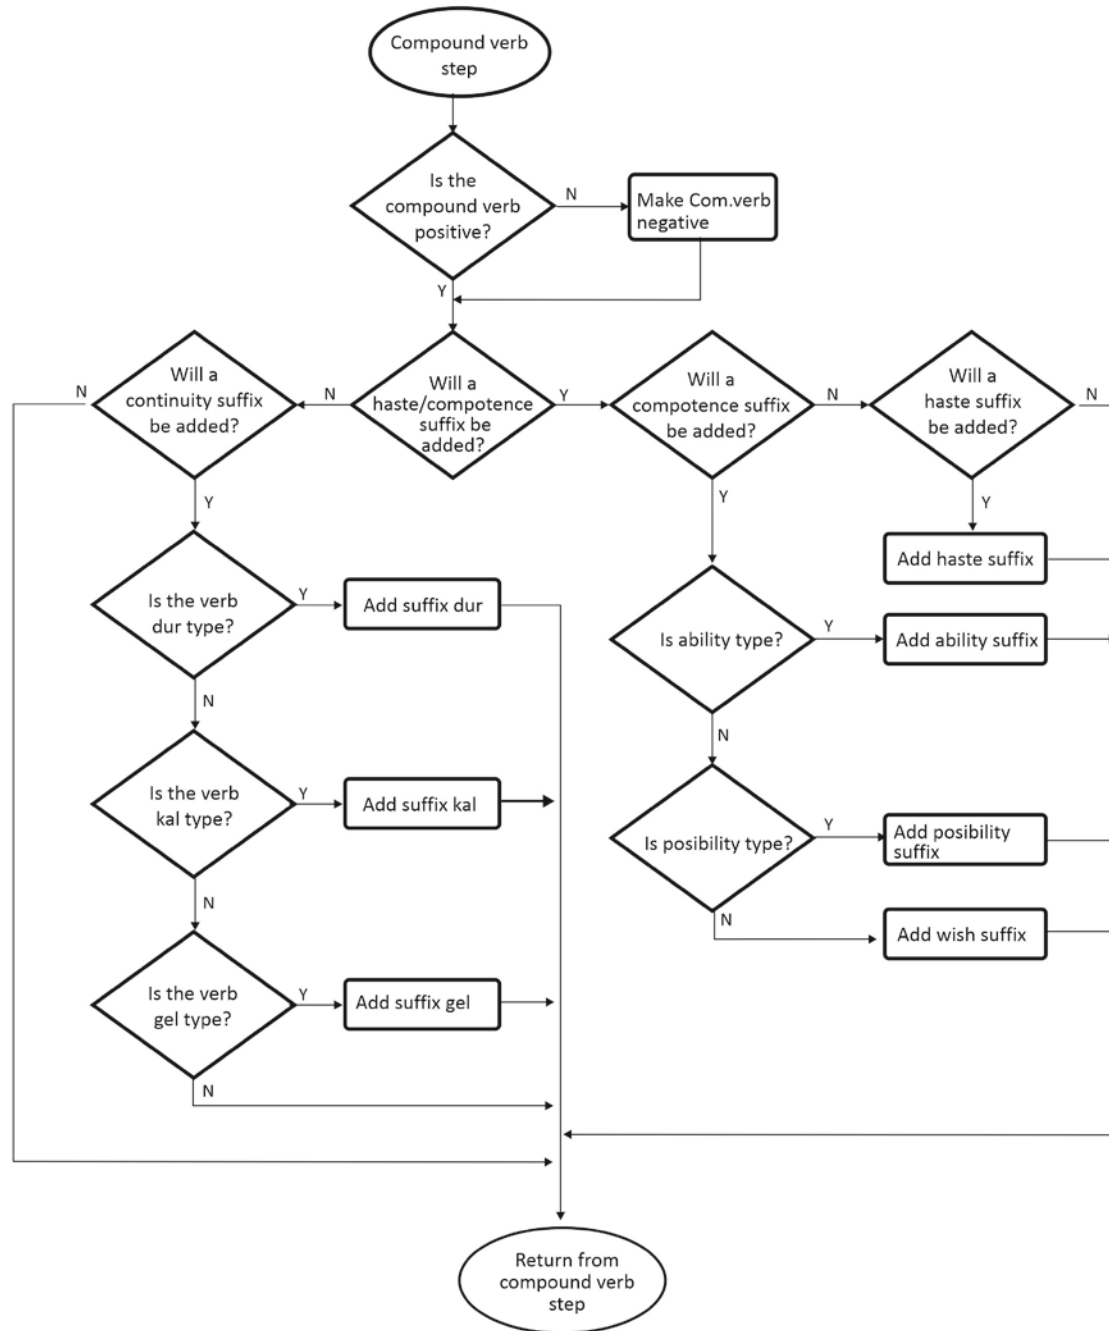 Compound verb
step
Is the
compound verb
positive?
N
Make Com.verb
negative
Y
N
Will a
continuity suffix
be added?
N
Will a
haste/compotence
suffix be
added?
Y
Will a
compotence suffix
be added?
N
Will a
haste suffix
be added?
N
Y
Y
Y
Add haste suffix
Is the verb
dur type?
Y
Add suffix dur
Is ability type?
Y
Add ability suffix
N
N
Is the verb
kal type?
Y
Add suffix kal
Is posibility type?
Y
Add posibility
suffix
N
N
Add wish suffix
Is the verb
gel type?
Y
Add suffix gel
N
Return from
compound verb
step